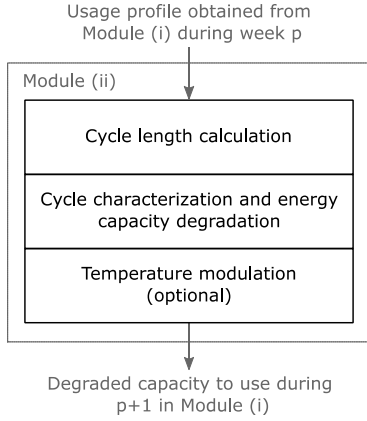 Usage profile obtained from
Module (i) during week p
Module (ii)
Cycle length calculation
Cycle characterization and energy
capacity degradation
Temperature modulation
(optional)
Degraded capacity to use during
p+1 in Module (i)